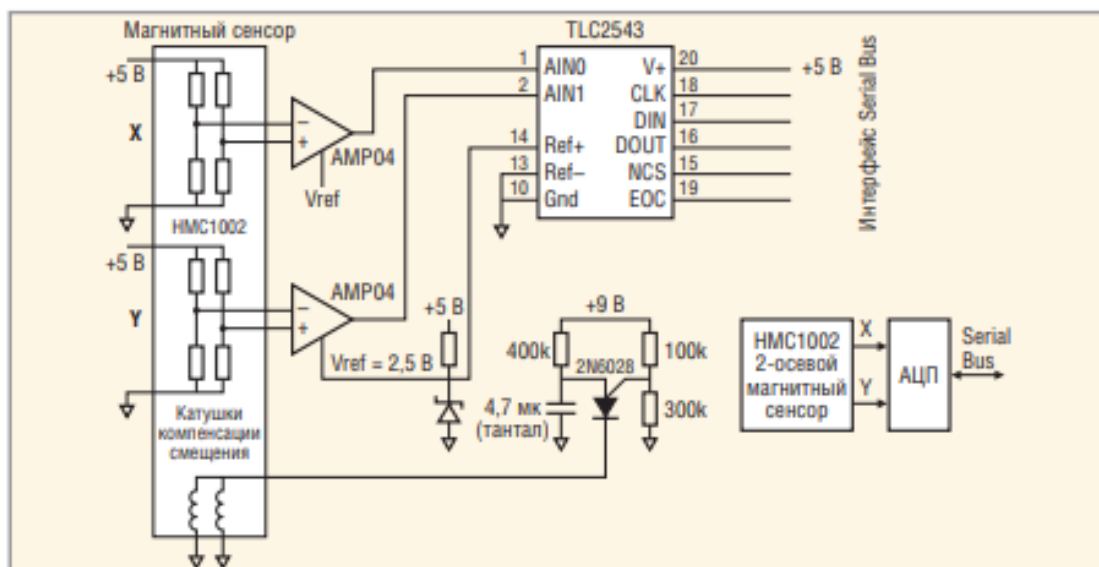 Магнитный сенсор
+5 В
X
HMC1002
+5 В
Y
Катушки
компенсации
смещения
AMP04
Vref
AMP04
Vref = 2,5 В
+5 В
TLC2543
1
AIN0
2
AIN1
14
Ref+
13
Ref–
10
Gnd
V+
20
+5 В
CLK
18
DIN
17
DOUT
16
NCS
15
EOC
19
Интерфейс Serial Bus
+9 В
400k
2N6028
100k
4,7 мк
(тантал)
300k
HMC1002
2-осевой
магнитный
сенсор
X
Y
АЦП
Serial
Bus